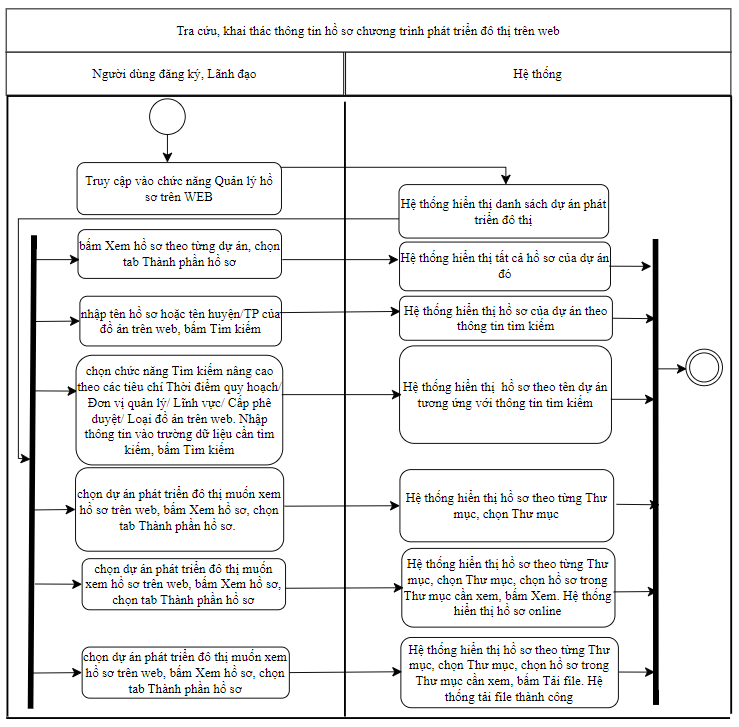 Tra cứu, khai thác thông tin hồ sơ chương trình phát triển đô thị trên web
Người dùng đăng ký, Lãnh đạo
Hệ thống
Truy cập vào chức năng Quản lý hồ
sơ trên WEB
Hệ thống hiển thị danh sách dự án phát
triển đô thị
bấm Xem hồ sơ theo từng dự án, chọn
tab Thành phần hồ sơ
Hệ thống hiển thị tất cả hồ sơ của dự án
đó
nhập tên hồ sơ hoặc tên huyện/TP của
đồ án trên web, bấm Tìm kiếm
Hệ thống hiển thị hồ sơ của dự án theo
thông tin tìm kiếm
chọn chức năng Tìm kiếm nâng cao
theo các tiêu chí Thời điểm quy hoạch/
Đơn vị quản lý/ Lĩnh vực/ Cấp phê
duyệt/ Loại đồ án trên web. Nhập
thông tin vào trường dữ liệu cần tìm
kiếm, bấm Tìm kiếm
Hệ thống hiển thị hồ sơ theo tên dự án
tương ứng với thông tin tìm kiếm
chọn dự án phát triển đô thị muốn xem
hồ sơ trên web, bấm Xem hồ sơ, chọn
tab Thành phần hồ sơ.
Hệ thống hiển thị hồ sơ theo từng Thư
mục, chọn Thư mục
chọn dự án phát triển đô thị muốn
xem hồ sơ trên web, bấm Xem hồ sơ,
chọn tab Thành phần hồ sơ
Hệ thống hiển thị hồ sơ theo từng Thư
mục, chọn Thư mục, chọn hồ sơ trong
Thư mục cần xem, bấm Xem. Hệ thống
hiển thị hồ sơ online
chọn dự án phát triển đô thị muốn xem
hồ sơ trên web, bấm Xem hồ sơ, chọn
tab Thành phần hồ sơ
Hệ thống hiển thị hồ sơ theo từng Thư
mục, chọn Thư mục, chọn hồ sơ trong
Thư mục cần xem, bấm Tải file. Hệ
thống tải file thành công